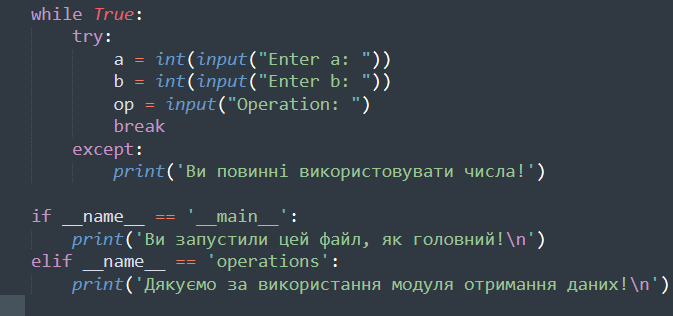 while True:
    try:
        a = int(input("Enter a: "))
        b = int(input("Enter b: "))
        op = input("Operation: ")
        break
    except:
        print('Ви повинні використовувати числа!')

if __name__ == '__main__':
    print('Ви запустили цей файл, як головний!\n')
elif __name__ == 'operations':
    print('Дякуємо за використання модуля отримання даних!\n')